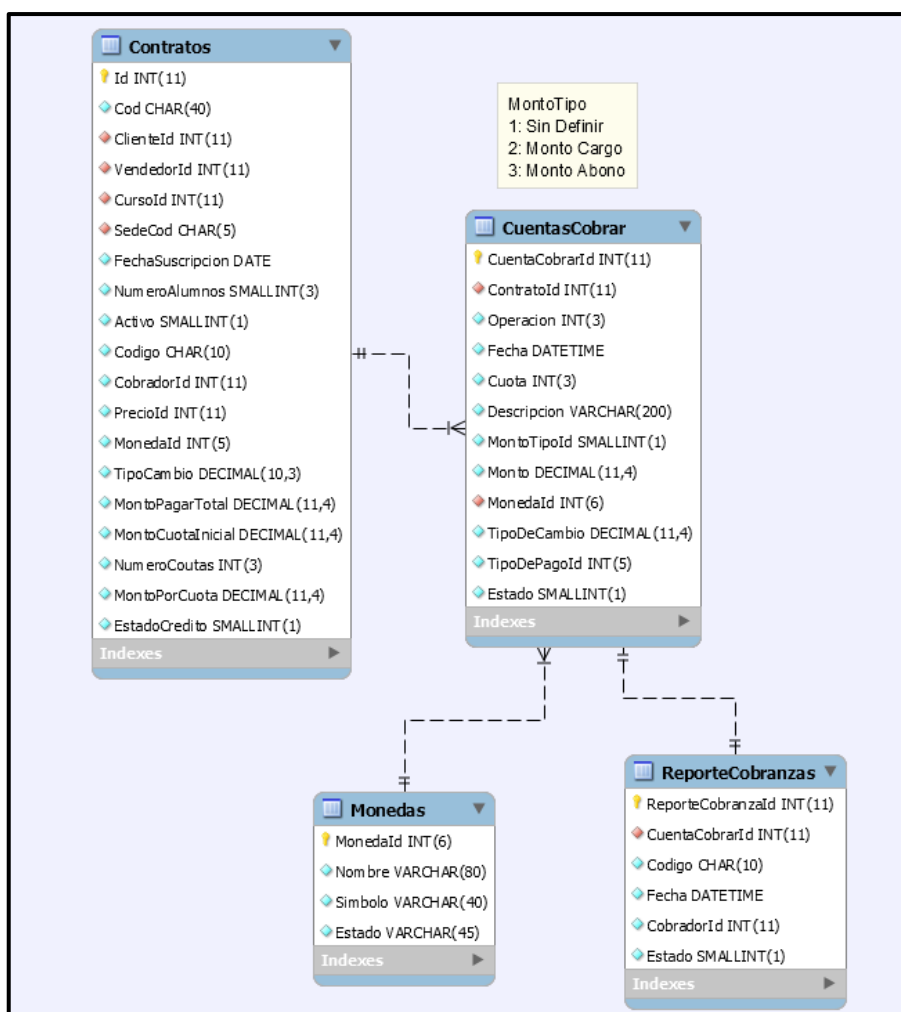 Contratos
Id INT(11)
Cod CHAR(40)
ClienteId INT(11)
VendedorId INT(11)
CursoId INT(11)
SedeCod CHAR(5)
FechaSuscripcion DATE
NumeroAlumnos SMALLINT(3)
Activo SMALLINT(1)
Codigo CHAR(10)
CobradorId INT(11)
PrecioId INT(11)
MonedaId INT(5)
TipoCambio DECIMAL(10,3)
MontoPagarTotal DECIMAL(11,4)
MontoCuotaInicial DECIMAL(11,4)
NumeroCoutas INT(3)
MontoPorCuota DECIMAL(11,4)
EstadoCredito SMALLINT(1)
Indexes
MontoTipo
1: Sin Definir
2: Monto Cargo
3: Monto Abono
CuentasCobrar
CuentaCobrarId INT(11)
ContratoId INT(11)
Operacion INT(3)
Fecha DATETIME
Cuota INT(3)
Descripcion VARCHAR(200)
MontoTipoId SMALLINT(1)
Monto DECIMAL(11,4)
MonedaId INT(6)
TipoDeCambio DECIMAL(11,4)
TipoDePagoId INT(5)
Estado SMALLINT(1)
Indexes
Monedas
MonedaId INT(6)
Nombre VARCHAR(80)
Simbolo VARCHAR(40)
Estado VARCHAR(45)
Indexes
ReporteCobranzas
ReporteCobranzaId INT(11)
CuentaCobrarId INT(11)
Codigo CHAR(10)
Fecha DATETIME
CobradorId INT(11)
Estado SMALLINT(1)
Indexes